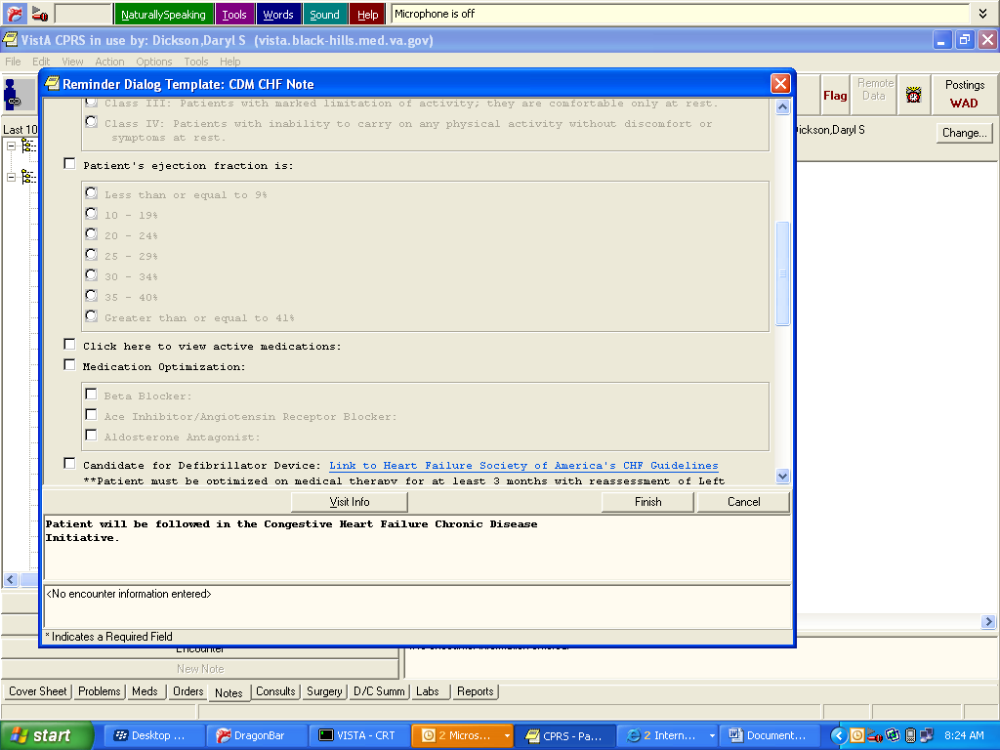 NaturallySpeaking Tools Words Sound Help Microphone is off
VistA CPRS in use by: Dickson,Daryl S (vista.black-hills.med.va.gov)
File Edit View Action Options Tools Help
Reminder Dialog Template: CDM CHF Note
Flag Remote Data Postings WAD
Last 10
Dickson,Daryl S
Change...
Class III: Patients with marked limitation of activity; they are comfortable only at rest.
Class IV: Patients with inability to carry on any physical activity without discomfort or
symptoms at rest.
Patient's ejection fraction is:
Less than or equal to 9%
10 - 19%
20 - 24%
25 - 29%
30 - 34%
35 - 40%
Greater than or equal to 41%
Click here to view active medications:
Medication Optimization:
Beta Blocker:
Ace Inhibitor/Angiotensin Receptor Blocker:
Aldosterone Antagonist:
Candidate for Defibrillator Device: Link to Heart Failure Society of America's CHF Guidelines
**Patient must be optimized on medical therapy for at least 3 months with reassessment of Left
Visit Info Finish Cancel
Patient will be followed in the Congestive Heart Failure Chronic Disease
Initiative.
<No encounter information entered>
* Indicates a Required Field
Encounter
New Note
Cover Sheet Problems Meds Orders Notes Consults Surgery D/C Summ Labs Reports
start Desktop ... DragonBar VISTA - CRT 2 Micros... CPRS - Pa... 2 Intern... Document... 8:24 AM